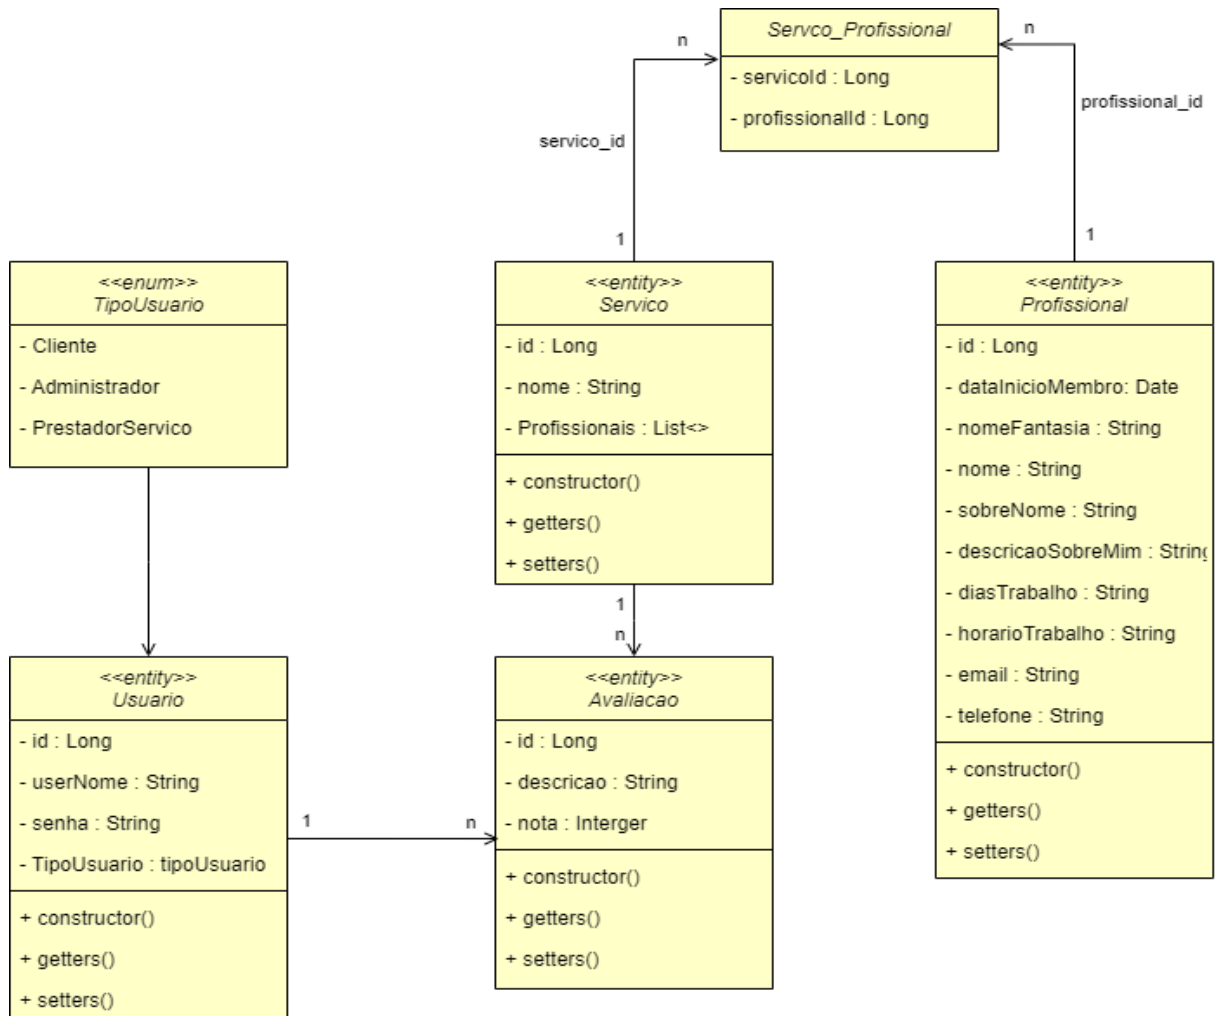 n
Servco_Profissional
n
- servicoId : Long
- profissionalId : Long
profissional_id
servico_id
1
1
<<enum>>
TipoUsuario
- Cliente
- Administrador
- PrestadorServico
<<entity>>
Servico
- id : Long
- nome : String
- Profissionais : List<>
+ constructor()
+ getters()
+ setters()
<<entity>>
Profissional
- id : Long
- dataInicioMembro: Date
- nomeFantasia : String
- nome : String
- sobreNome : String
- descricaoSobreMim : String
- diasTrabalho : String
- horarioTrabalho : String
- email : String
- telefone : String
+ constructor()
+ getters()
+ setters()
1
n
<<entity>>
Usuario
- id : Long
- userNome : String
- senha : String
- TipoUsuario : tipoUsuario
+ constructor()
+ getters()
+ setters()
1
n
<<entity>>
Avaliacao
- id : Long
- descricao : String
- nota : Interger
+ constructor()
+ getters()
+ setters()